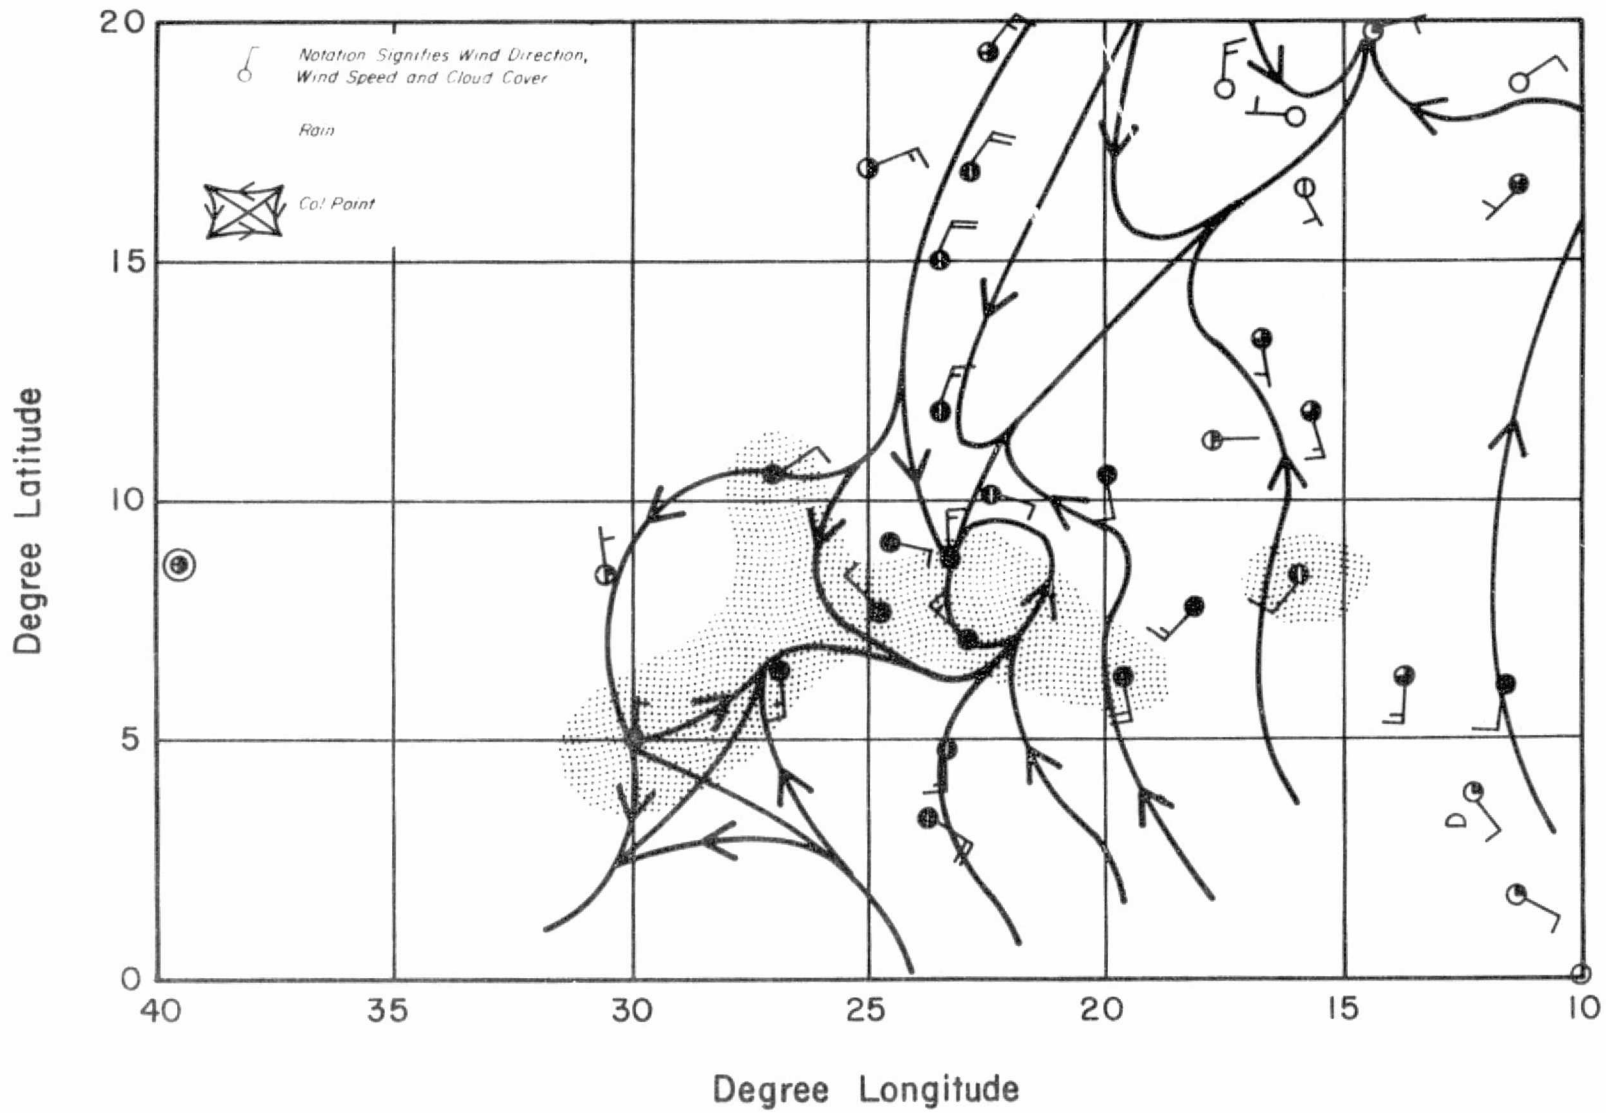 20
Notation Signifies Wind Direction,
Wind Speed and Cloud Cover
Rain
Col Point
15
10
5
0
Degree Latitude
D
40 35 30 25 20 15 10
Degree Longitude